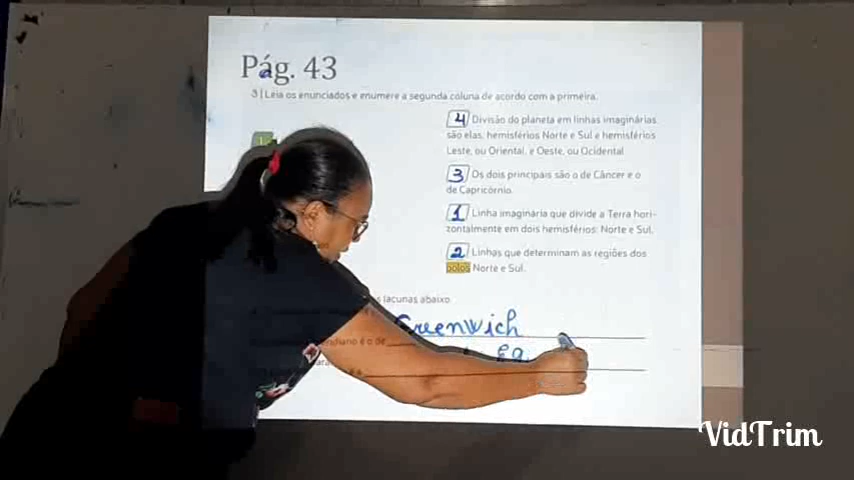 Pág. 43
3 | Leia os enunciados e enumere a segunda coluna de acordo com a primeira.
4 Divisão do planeta em linhas imaginárias
são elas: hemisférios Norte e Sul e hemisférios
Leste, ou Oriental, e Oeste, ou Ocidental
3 Os dois principais são o de Câncer e o
de Capricórnio.
1 Linha imaginária que divide a Terra hori-
zontalmente em dois hemisférios: Norte e Sul.
2 Linhas que determinam as regiões dos
polos Norte e Sul.
lacunas abaixo
Greenwich
é o de
Eq
é a
VidTrim